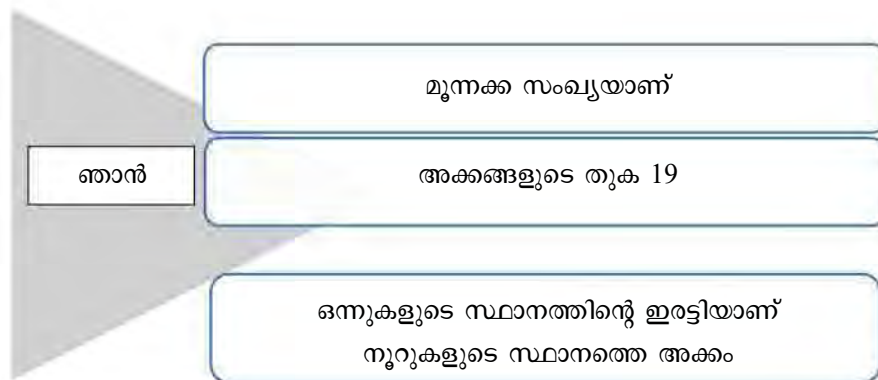 മൂന്നക്ക സംഖ്യയാണ്
ഞാൻ
അക്കങ്ങളുടെ തുക 19
ഒന്നുകളുടെ സ്ഥാനത്തിന്റെ ഇരട്ടിയാണ്
നൂറുകളുടെ സ്ഥാനത്തെ അക്കം